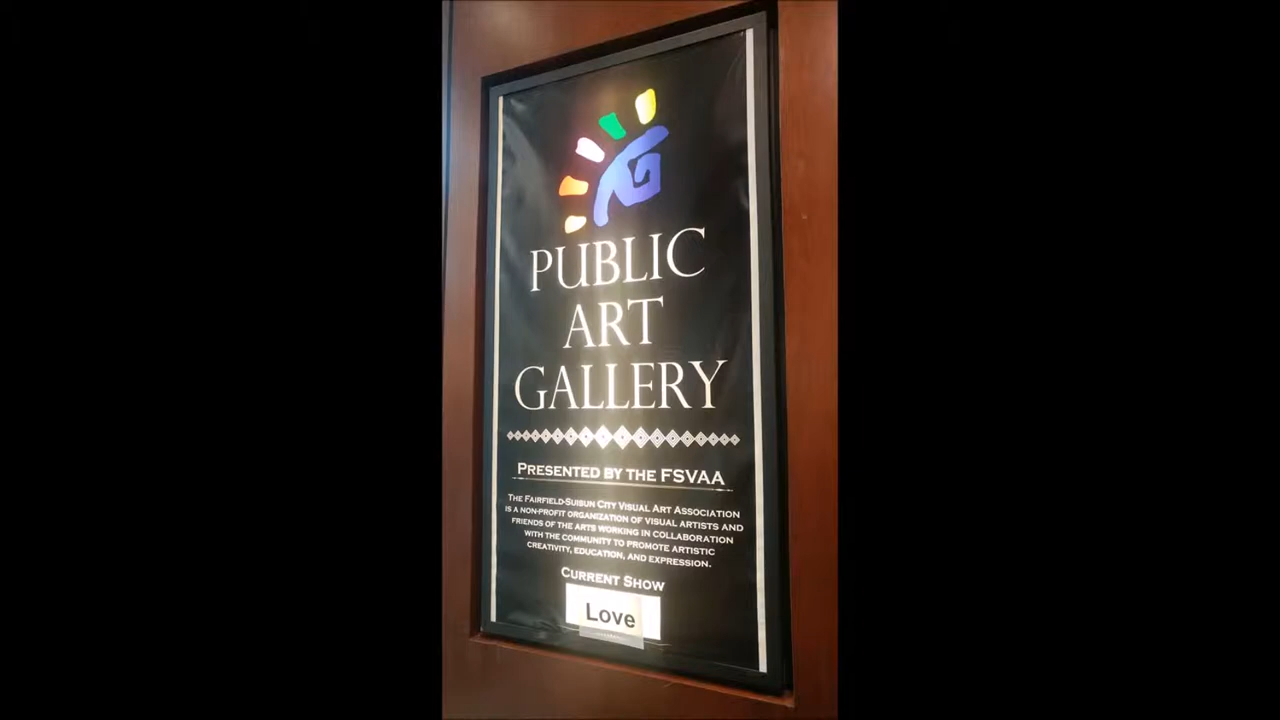 PUBLIC
ART
GALLERY
PRESENTED BY THE FSVAA
THE FAIRFIELD-SUISUN CITY VISUAL ART ASSOCIATION
IS A NON-PROFIT ORGANIZATION OF VISUAL ARTISTS AND
FRIENDS OF THE ARTS WORKING IN COLLABORATION
WITH THE COMMUNITY TO PROMOTE ARTISTIC
CREATIVITY, EDUCATION, AND EXPRESSION.
CURRENT SHOW
Love